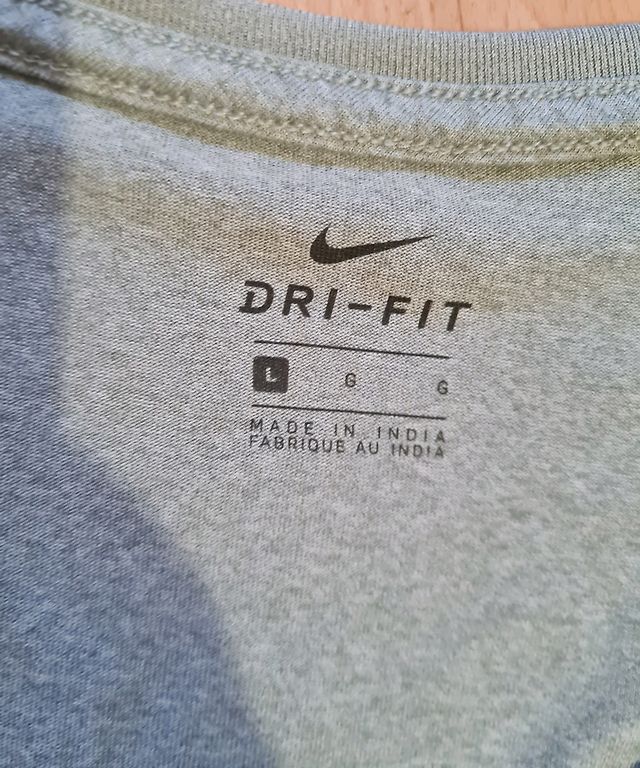 DRI-FIT
L G G
MADE IN INDIA
FABRIQUE AU INDIA